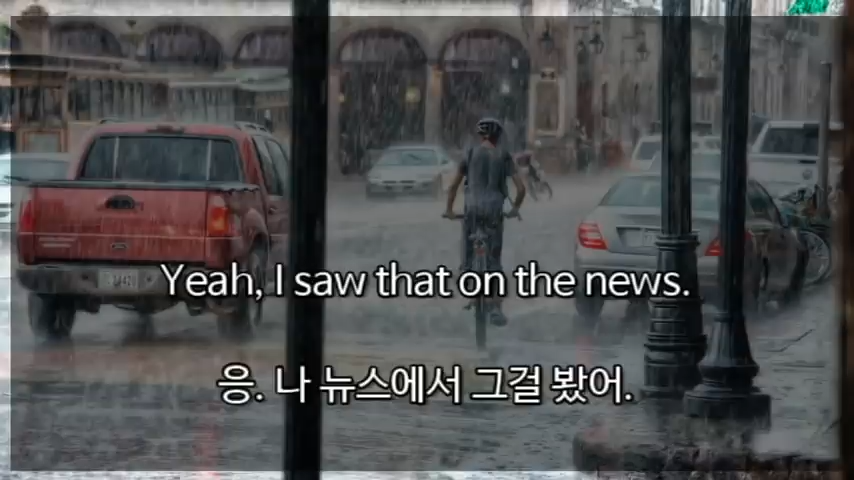 Yeah, I saw that on the news.
응. 나 뉴스에서 그걸 봤어.